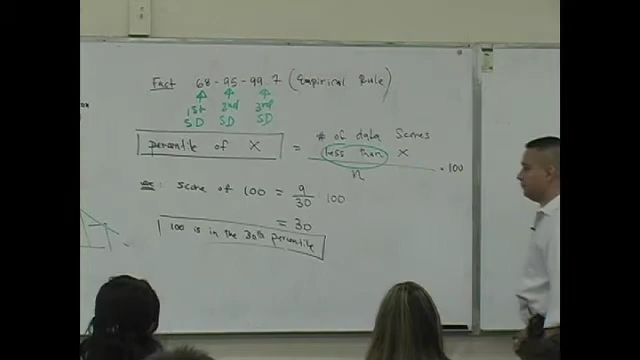 Fact 68 - 95 - 99.7 (Empirical Rule)
1st 2nd 3rd
SD SD SD
percentile of X = # of data scores less than X / n · 100
ex: score of 100 = 9/30 100
= 30
100 is in the 30th percentile